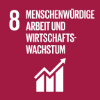 8 MENSCHENWÜRDIGE
ARBEIT UND
WIRTSCHAFTS-
WACHSTUM